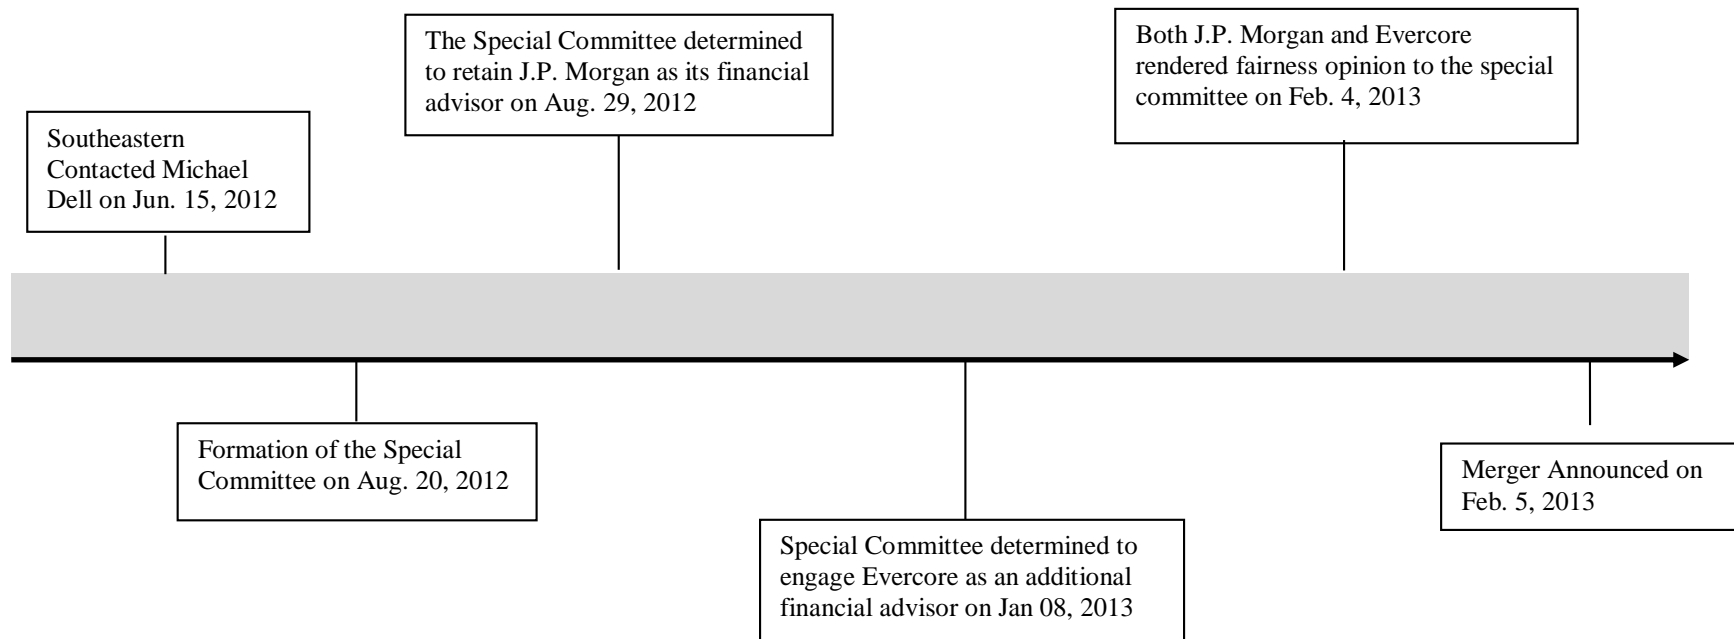 Southeastern
Contacted Michael
Dell on Jun. 15, 2012
The Special Committee determined
to retain J.P. Morgan as its financial
advisor on Aug. 29, 2012
Both J.P. Morgan and Evercore
rendered fairness opinion to the special
committee on Feb. 4, 2013
Formation of the Special
Committee on Aug. 20, 2012
Special Committee determined to
engage Evercore as an additional
financial advisor on Jan 08, 2013
Merger Announced on
Feb. 5, 2013